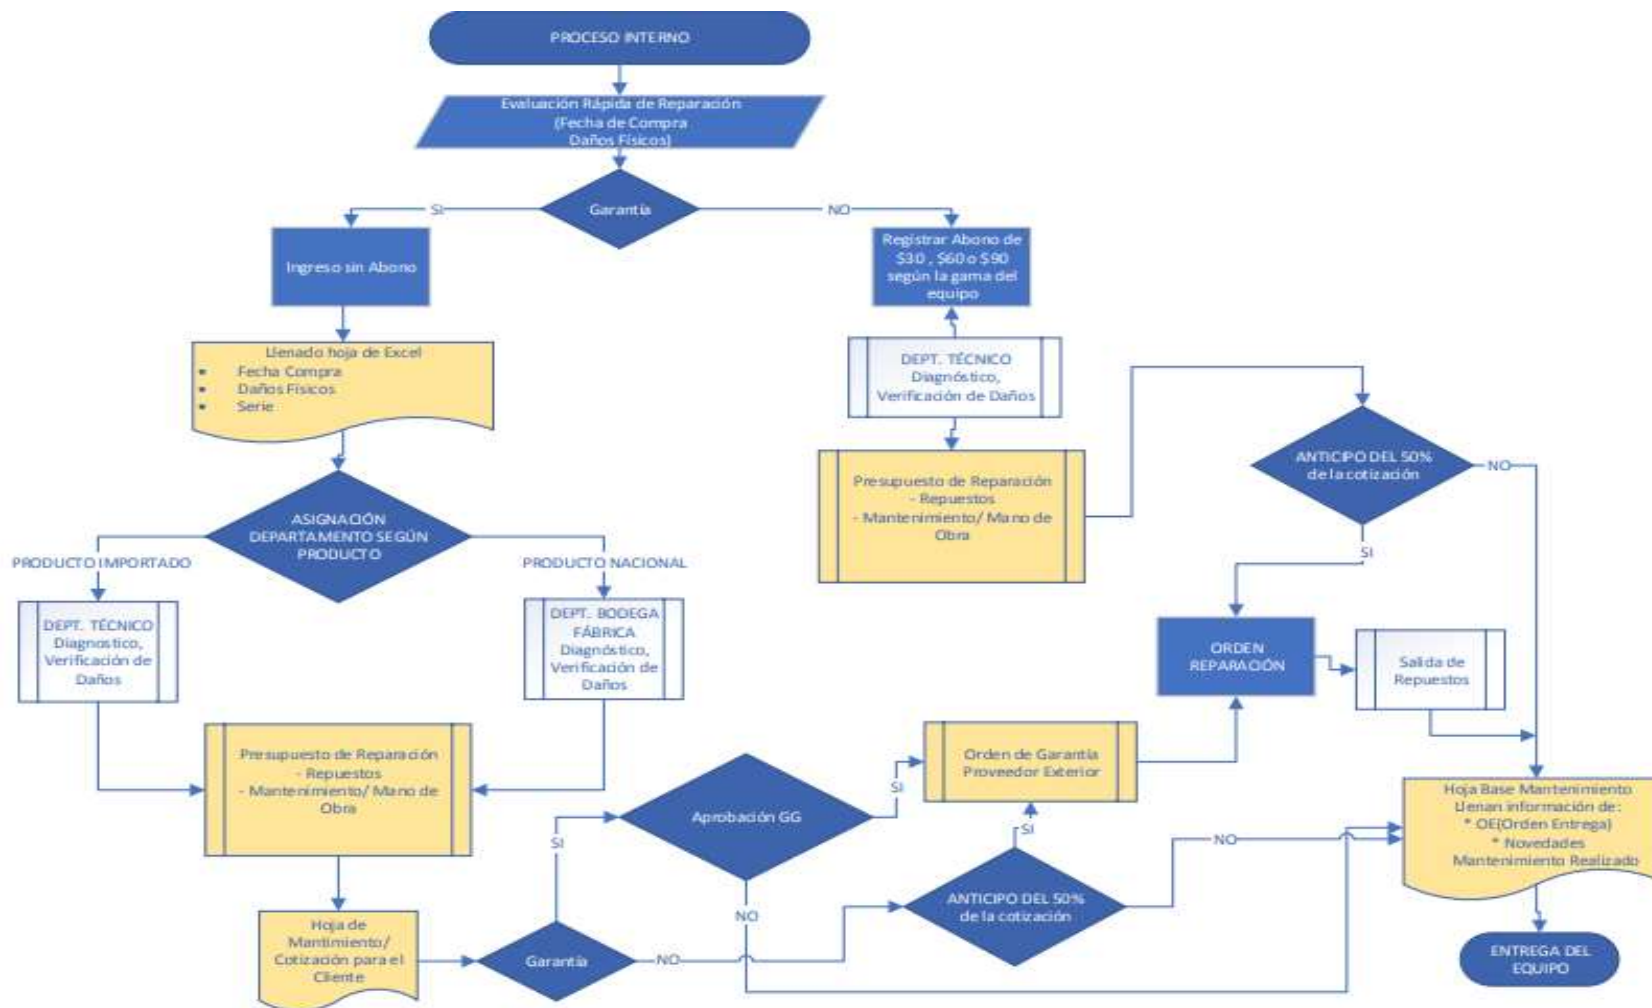 PROCESO INTERNO
Evaluación Rápida de Reparación
(Fecha de Compra
Daños Físicos)
Garantía
SI
NO
Ingreso sin Abono
Registrar Abono de
$30 , $60 o $90
según la gama del
equipo
Llenado hoja de Excel
• Fecha Compra
• Daños Físicos
• Serie
DEPT. TÉCNICO
Diagnóstico,
Verificación de Daños
ANTICIPO DEL 50%
de la cotización
NO
SI
Presupuesto de Reparación
- Repuestos
- Mantenimiento/ Mano de
Obra
ASIGNACIÓN
DEPARTAMENTO SEGÚN
PRODUCTO
PRODUCTO IMPORTADO
PRODUCTO NACIONAL
DEPT. TÉCNICO
Diagnostico,
Verificación de
Daños
DEPT. BODEGA
FÁBRICA
Diagnóstico,
Verificación de
Daños
ORDEN
REPARACIÓN
Salida de
Repuestos
Presupuesto de Reparación
- Repuestos
- Mantenimiento/ Mano de
Obra
Aprobación GG
SI
NO
Orden de Garantía
Proveedor Exterior
Hoja Base Mantenimiento
Llenan información de:
* OE(Orden Entrega)
* Novedades
Mantenimiento Realizado
SI
SI
NO
ANTICIPO DEL 50%
de la cotización
Hoja de
Mantimiento/
Cotización para el
Cliente
Garantía
NO
ENTREGA DEL
EQUIPO